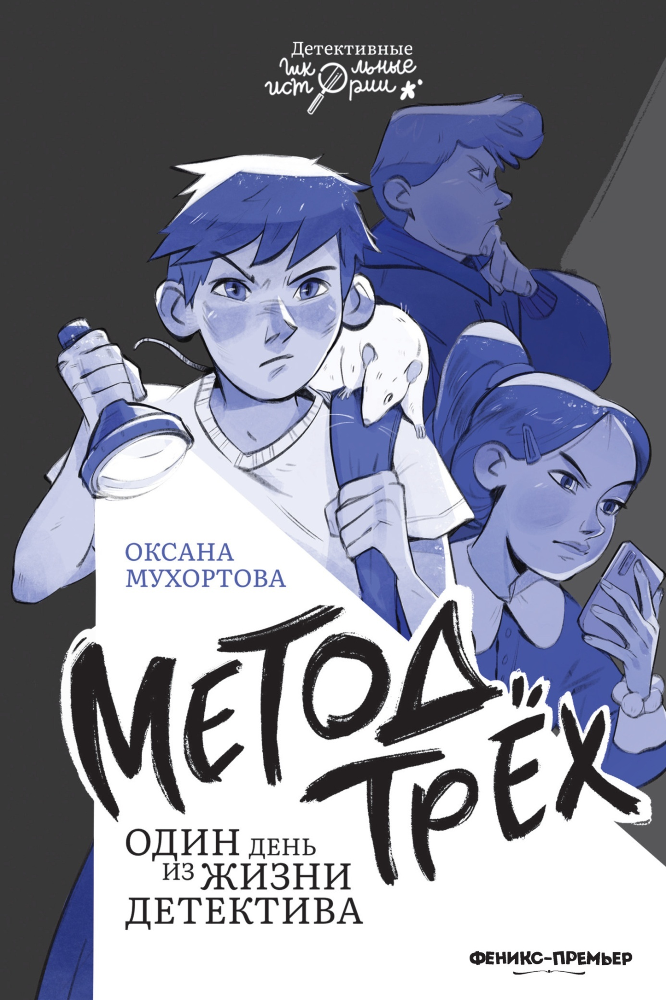 Детективные
школьные
истории
ОКСАНА
МУХОРТОВА
МЕТОД
ТРЁХ
ОДИН ДЕНЬ
ИЗ ЖИЗНИ
ДЕТЕКТИВА
ФЕНИКС-ПРЕМЬЕР